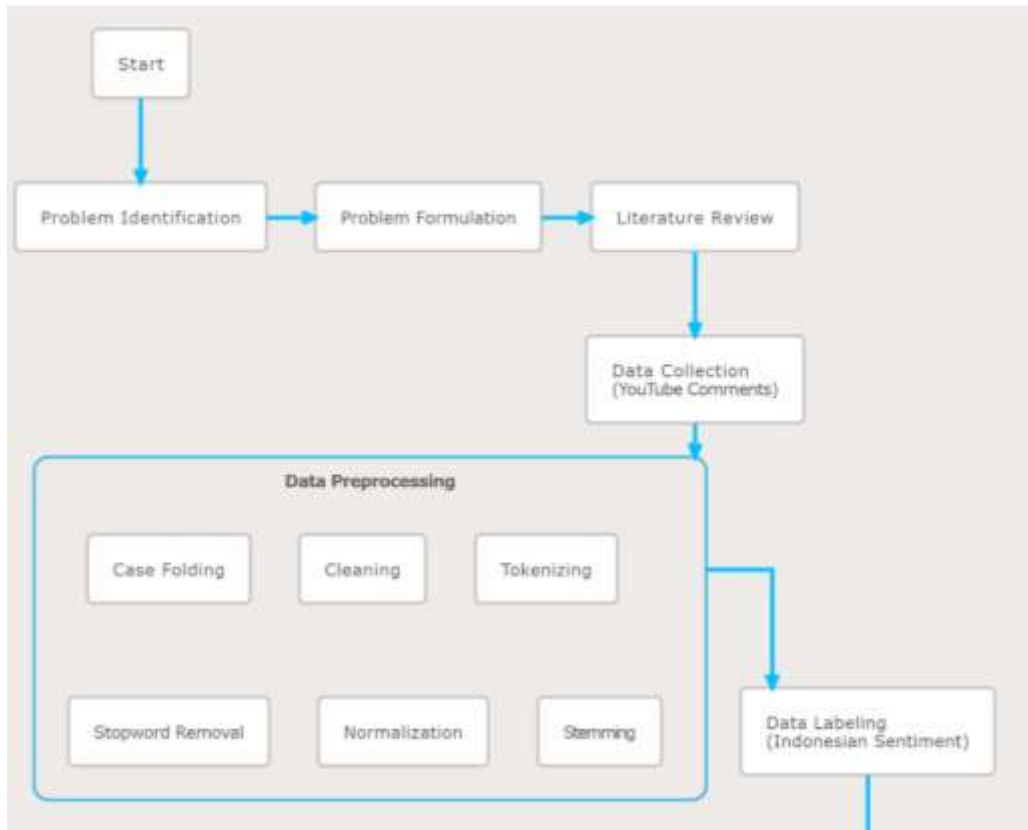 Start
Problem Identification
Problem Formulation
Literature Review
Data Collection
(YouTube Comments)
Data Preprocessing
Case Folding
Cleaning
Tokenizing
Stopword Removal
Normalization
Stemming
Data Labeling
(Indonesian Sentiment)